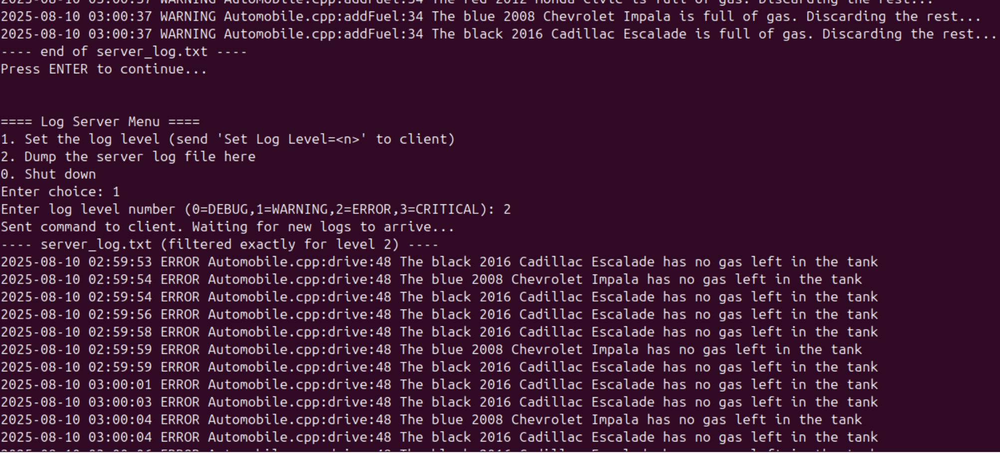 2025-08-10 03:00:37 WARNING Automobile.cpp:addFuel:34 The red 2012 Honda Civic is full of gas. Discarding the rest...
2025-08-10 03:00:37 WARNING Automobile.cpp:addFuel:34 The blue 2008 Chevrolet Impala is full of gas. Discarding the rest...
2025-08-10 03:00:37 WARNING Automobile.cpp:addFuel:34 The black 2016 Cadillac Escalade is full of gas. Discarding the rest...
---- end of server_log.txt ----
Press ENTER to continue...
==== Log Server Menu ====
1. Set the log level (send 'Set Log Level=<n>' to client)
2. Dump the server log file here
0. Shut down
Enter choice: 1
Enter log level number (0=DEBUG,1=WARNING,2=ERROR,3=CRITICAL): 2
Sent command to client. Waiting for new logs to arrive...
---- server_log.txt (filtered exactly for level 2) ----
2025-08-10 02:59:53 ERROR Automobile.cpp:drive:48 The black 2016 Cadillac Escalade has no gas left in the tank
2025-08-10 02:59:54 ERROR Automobile.cpp:drive:48 The blue 2008 Chevrolet Impala has no gas left in the tank
2025-08-10 02:59:54 ERROR Automobile.cpp:drive:48 The black 2016 Cadillac Escalade has no gas left in the tank
2025-08-10 02:59:56 ERROR Automobile.cpp:drive:48 The black 2016 Cadillac Escalade has no gas left in the tank
2025-08-10 02:59:58 ERROR Automobile.cpp:drive:48 The black 2016 Cadillac Escalade has no gas left in the tank
2025-08-10 02:59:59 ERROR Automobile.cpp:drive:48 The blue 2008 Chevrolet Impala has no gas left in the tank
2025-08-10 02:59:59 ERROR Automobile.cpp:drive:48 The black 2016 Cadillac Escalade has no gas left in the tank
2025-08-10 03:00:01 ERROR Automobile.cpp:drive:48 The black 2016 Cadillac Escalade has no gas left in the tank
2025-08-10 03:00:03 ERROR Automobile.cpp:drive:48 The black 2016 Cadillac Escalade has no gas left in the tank
2025-08-10 03:00:04 ERROR Automobile.cpp:drive:48 The blue 2008 Chevrolet Impala has no gas left in the tank
2025-08-10 03:00:04 ERROR Automobile.cpp:drive:48 The black 2016 Cadillac Escalade has no gas left in the tank